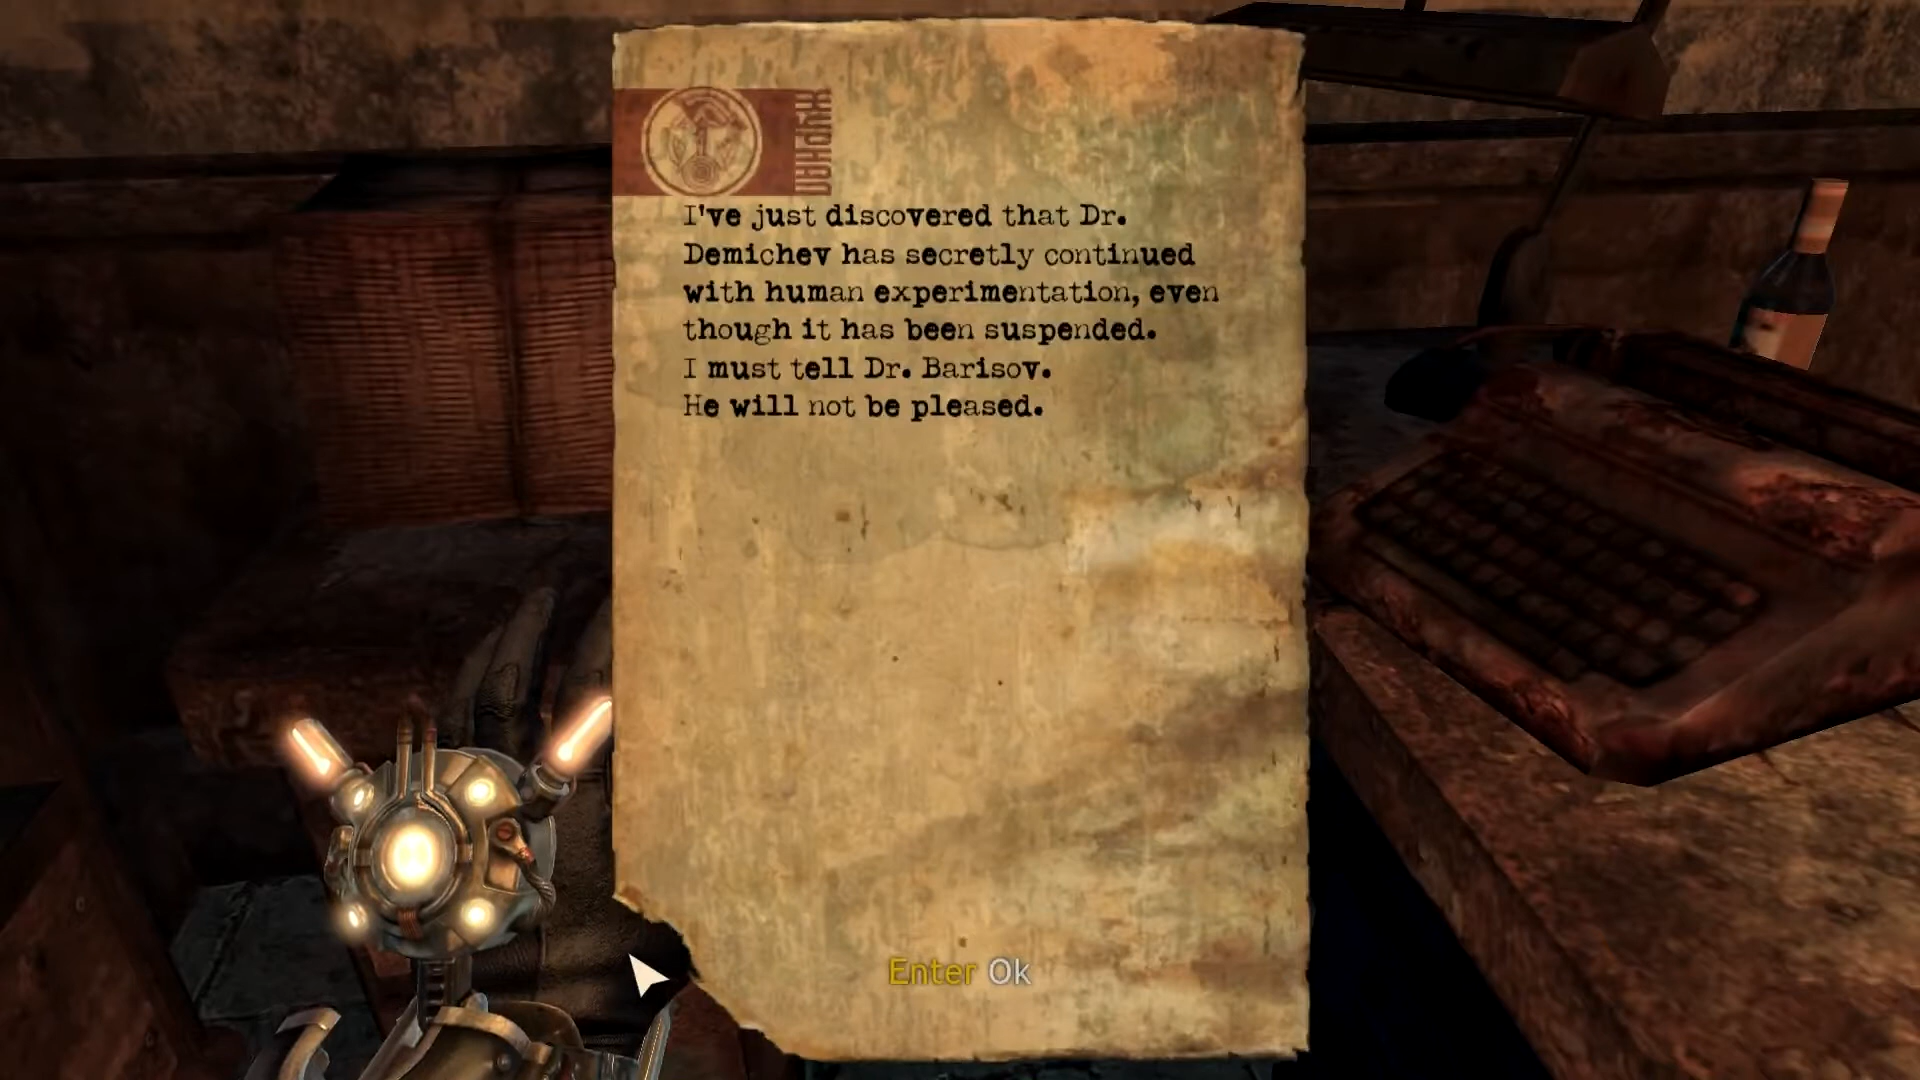 I've just discovered that Dr.
Demichev has secretly continued
with human experimentation, even
though it has been suspended.
I must tell Dr. Barisov.
He will not be pleased.
Enter Ok